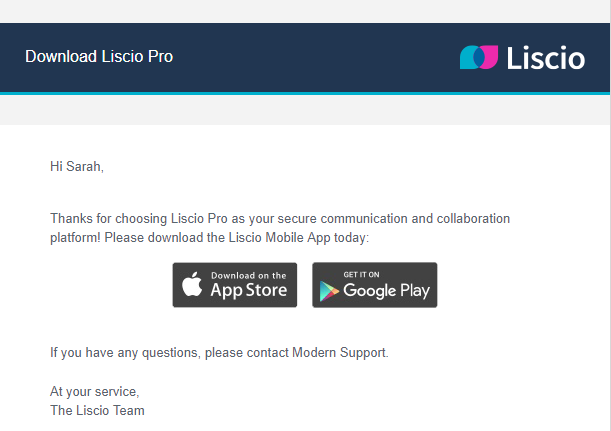 Download Liscio Pro
Liscio
Hi Sarah,
Thanks for choosing Liscio Pro as your secure communication and collaboration
platform! Please download the Liscio Mobile App today:
Download on the
App Store
GET IT ON
Google Play
If you have any questions, please contact Modern Support.
At your service,
The Liscio Team